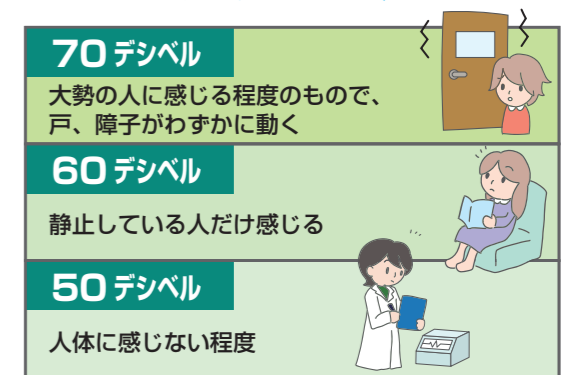 70デシベル
大勢の人に感じる程度のもので、
戸、障子がわずかに動く
60デシベル
静止している人だけ感じる
50デシベル
人体に感じない程度